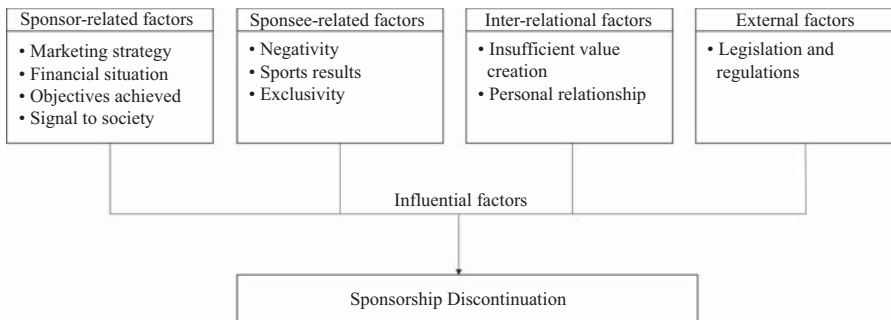 Sponsor-related factors
• Marketing strategy
• Financial situation
• Objectives achieved
• Signal to society
Sponsee-related factors
• Negativity
• Sports results
• Exclusivity
Inter-relational factors
• Insufficient value
creation
• Personal relationship
External factors
• Legislation and
regulations
Influential factors
Sponsorship Discontinuation